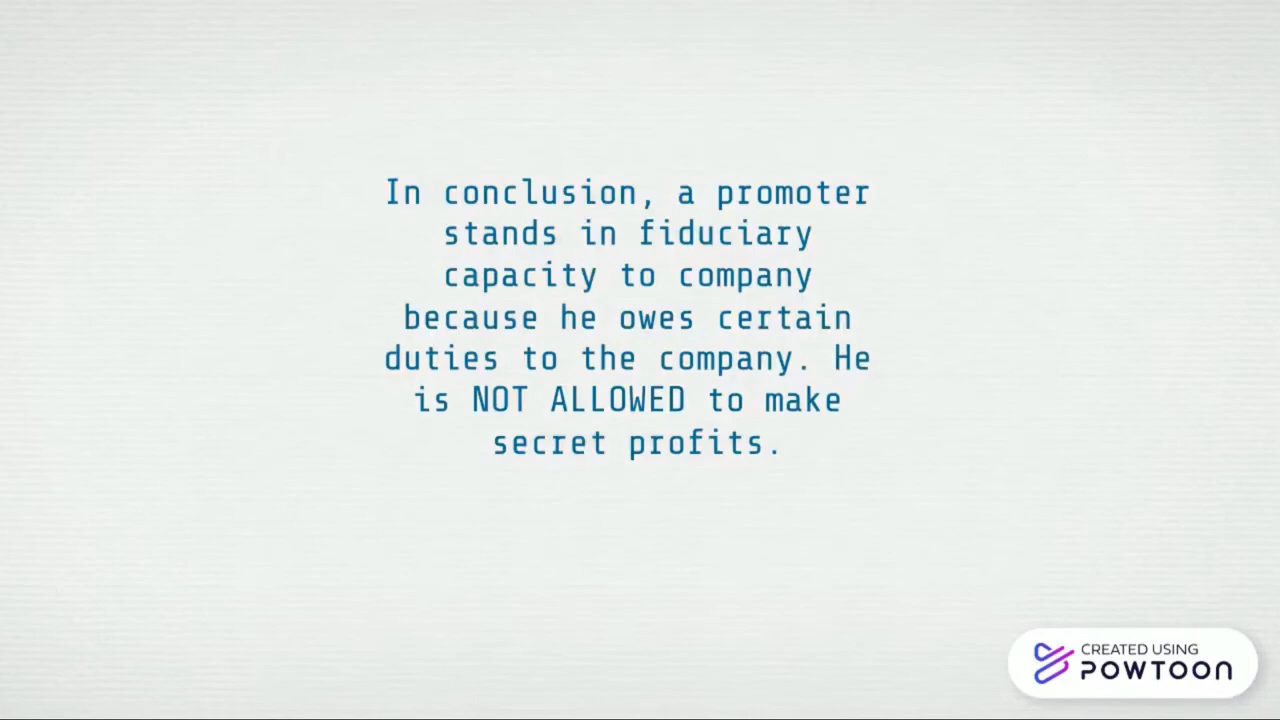 In conclusion, a promoter
stands in fiduciary
capacity to company
because he owes certain
duties to the company. He
is NOT ALLOWED to make
secret profits.
CREATED USING
POWTOON